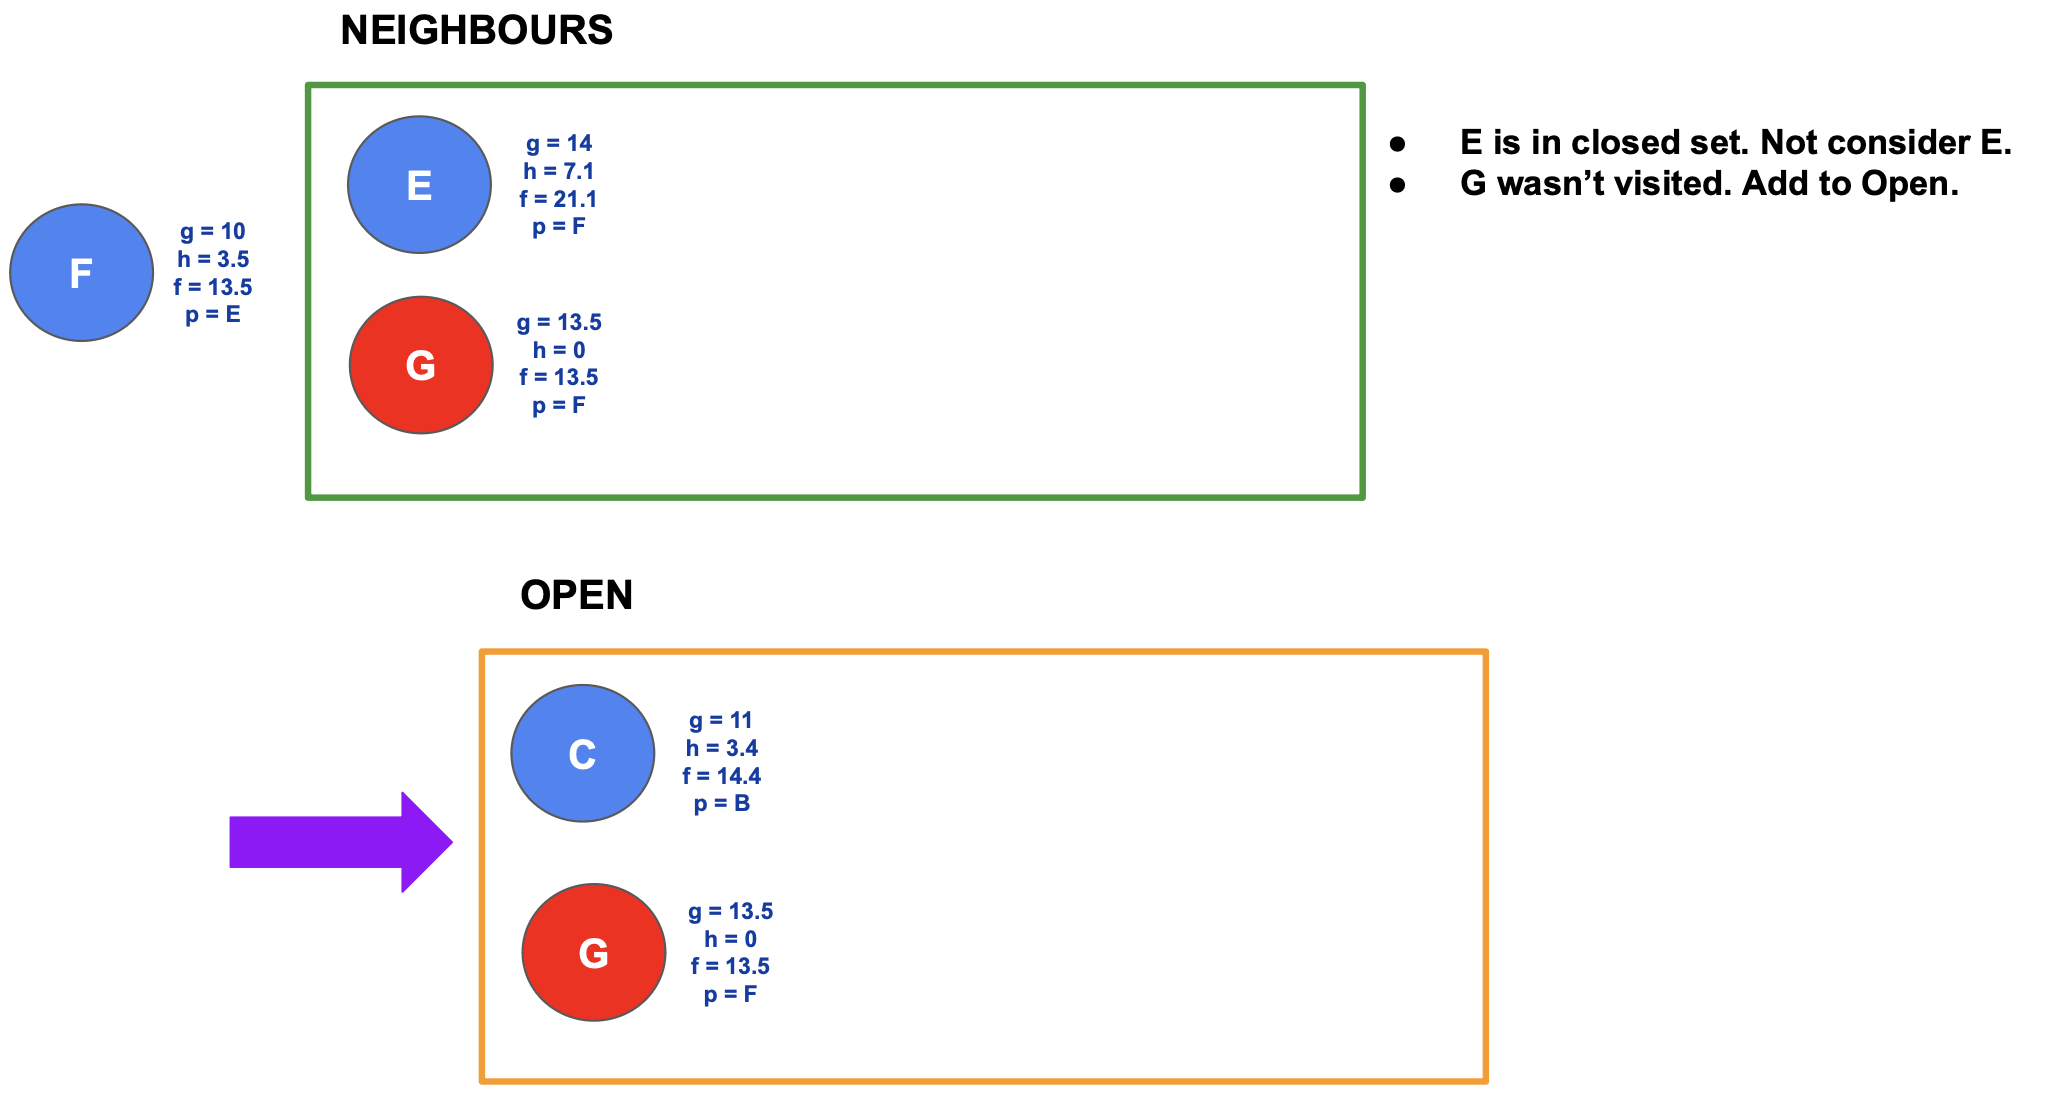 NEIGHBOURS
E
g = 14
h = 7.1
f = 21.1
p = F
● E is in closed set. Not consider E.
● G wasn’t visited. Add to Open.
F
g = 10
h = 3.5
f = 13.5
p = E
G
g = 13.5
h = 0
f = 13.5
p = F
OPEN
C
g = 11
h = 3.4
f = 14.4
p = B
G
g = 13.5
h = 0
f = 13.5
p = F